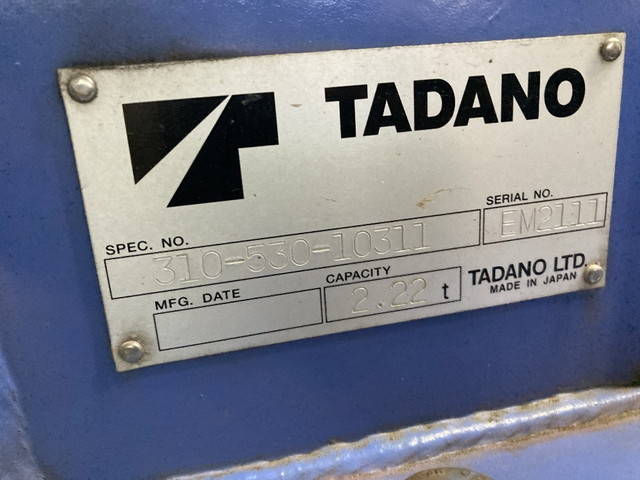 TADANO
SPEC. NO. 310-530-10311
SERIAL NO. EM2111
MFG. DATE
CAPACITY 2.22 t
TADANO LTD.
MADE IN JAPAN